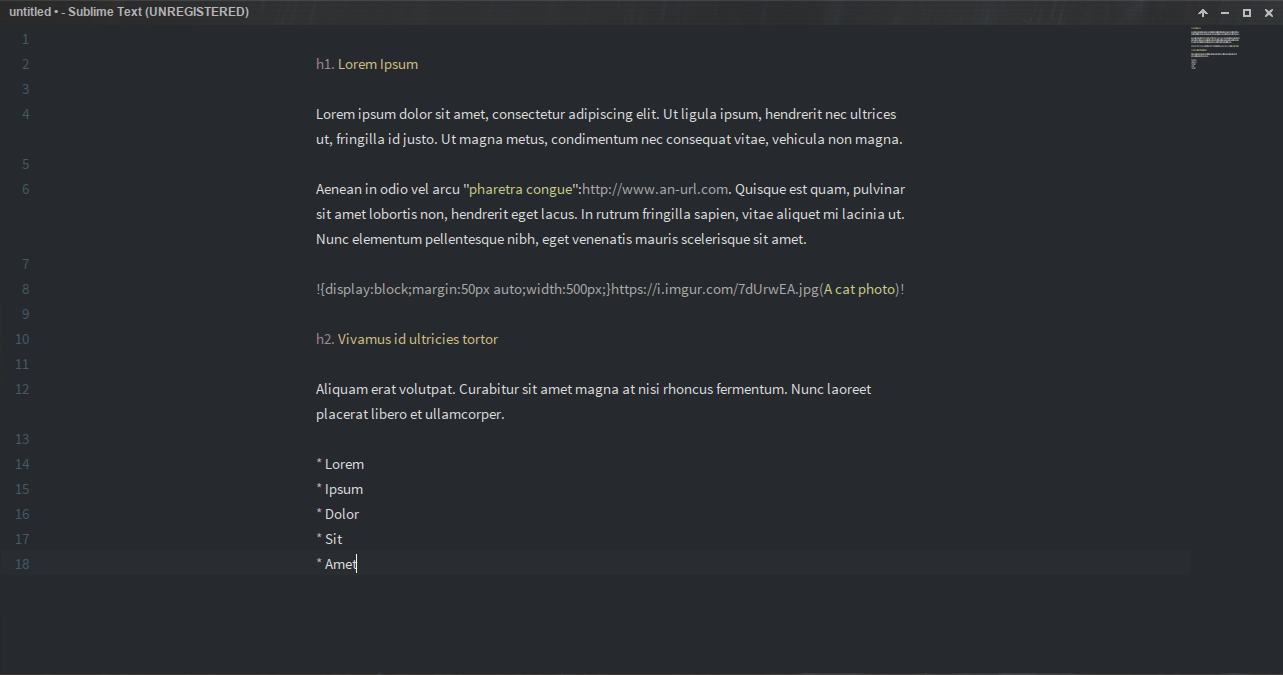 untitled • - Sublime Text (UNREGISTERED)
1
2 h1. Lorem Ipsum
3
4 Lorem ipsum dolor sit amet, consectetur adipiscing elit. Ut ligula ipsum, hendrerit nec ultrices
ut, fringilla id justo. Ut magna metus, condimentum nec consequat vitae, vehicula non magna.
5
6 Aenean in odio vel arcu "pharetra congue":http://www.an-url.com. Quisque est quam, pulvinar
sit amet lobortis non, hendrerit eget lacus. In rutrum fringilla sapien, vitae aliquet mi lacinia ut.
Nunc elementum pellentesque nibh, eget venenatis mauris scelerisque sit amet.
7
8 !{display:block;margin:50px auto;width:500px;}https://i.imgur.com/7dUrwEA.jpg(A cat photo)!
9
10 h2. Vivamus id ultricies tortor
11
12 Aliquam erat volutpat. Curabitur sit amet magna at nisi rhoncus fermentum. Nunc laoreet
placerat libero et ullamcorper.
13
14 * Lorem
15 * Ipsum
16 * Dolor
17 * Sit
18 * Amet